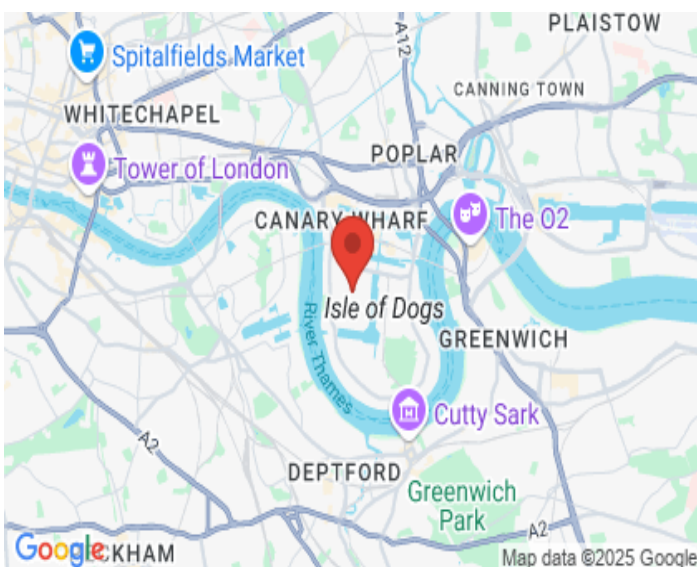 PLAISTOW
A12
Spitalfields Market
CANNING TOWN
WHITECHAPEL
POPLAR
Tower of London
CANARY WHARF
The O2
Isle of Dogs
River Thames
GREENWICH
Cutty Sark
A2
DEPTFORD
Greenwich
Park
A2
Google
CKHAM
Map data ©2025 Google